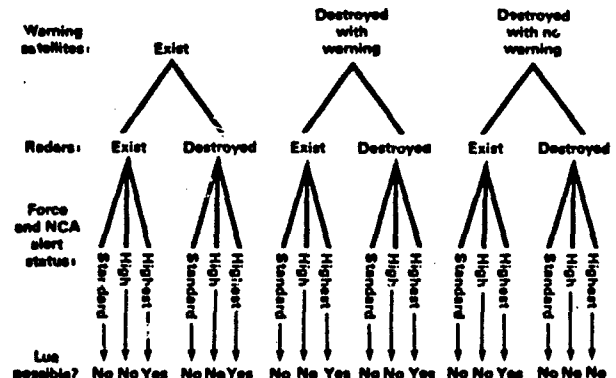 Warning satellites:
Exist
Destroyed with warning
Destroyed with no warning
Radars:
Exist Destroyed Exist Destroyed Exist Destroyed
Force and NCA alert status:
Standard High Highest Standard High Highest Standard High Highest Standard High Highest Standard High Highest Standard High Highest
Lua possible?
No No Yes No No Yes No No Yes No No Yes No No Yes No No No